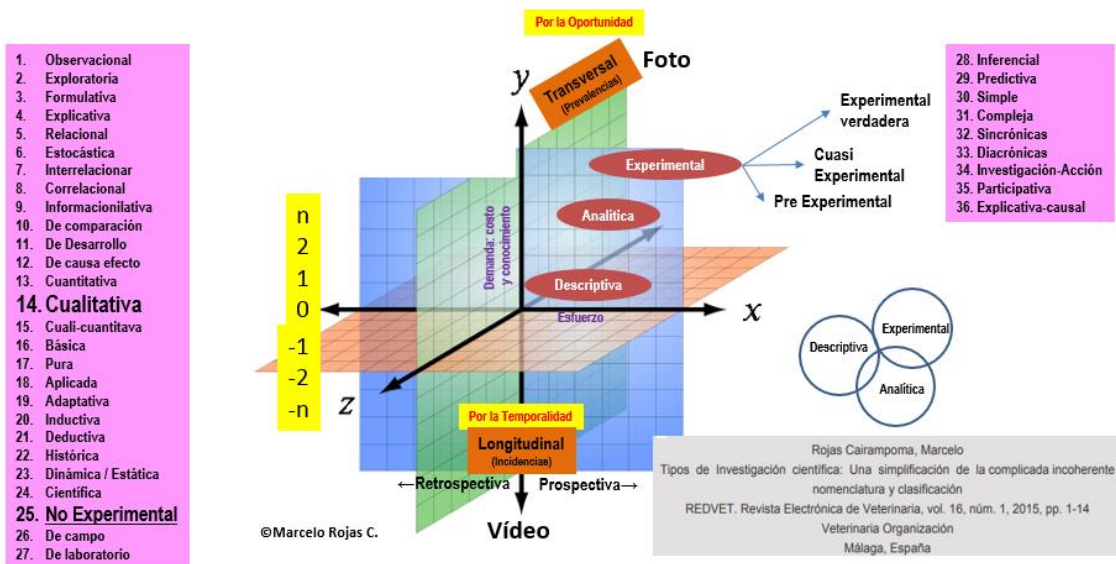 Por la Oportunidad
1. Observacional
2. Exploratoria
3. Formulativa
4. Explicativa
5. Relacional
6. Estocástica
7. Interrelacionar
8. Correlacional
9. Informacionilativa
10. De comparación
11. De Desarrollo
12. De causa efecto
13. Cuantitativa
14. Cualitativa
15. Cuali-cuantitava
16. Básica
17. Pura
18. Aplicada
19. Adaptativa
20. Inductiva
21. Deductiva
22. Histórica
23. Dinámica / Estática
24. Científica
25. No Experimental
26. De campo
27. De laboratorio
n
2
1
0
-1
-2
-n
y
Transversal
(Prevalencias)
Foto
Demanda: costo
y conocimiento
Experimental
Analítica
Descriptiva
Esfuerzo
x
z
Experimental
verdadera
Cuasi
Experimental
Pre Experimental
Por la Temporalidad
Longitudinal
(Incidencias)
←Retrospectiva
Prospectiva→
Vídeo
©Marcelo Rojas C.
28. Inferencial
29. Predictiva
30. Simple
31. Compleja
32. Sincrónicas
33. Diacrónicas
34. Investigación-Acción
35. Participativa
36. Explicativa-causal
Experimental
Descriptiva
Analítica
Rojas Cairampoma, Marcelo
Tipos de Investigación científica: Una simplificación de la complicada incoherente
nomenclatura y clasificación
REDVET. Revista Electrónica de Veterinaria, vol. 16, núm. 1, 2015, pp. 1-14
Veterinaria Organización
Málaga, España